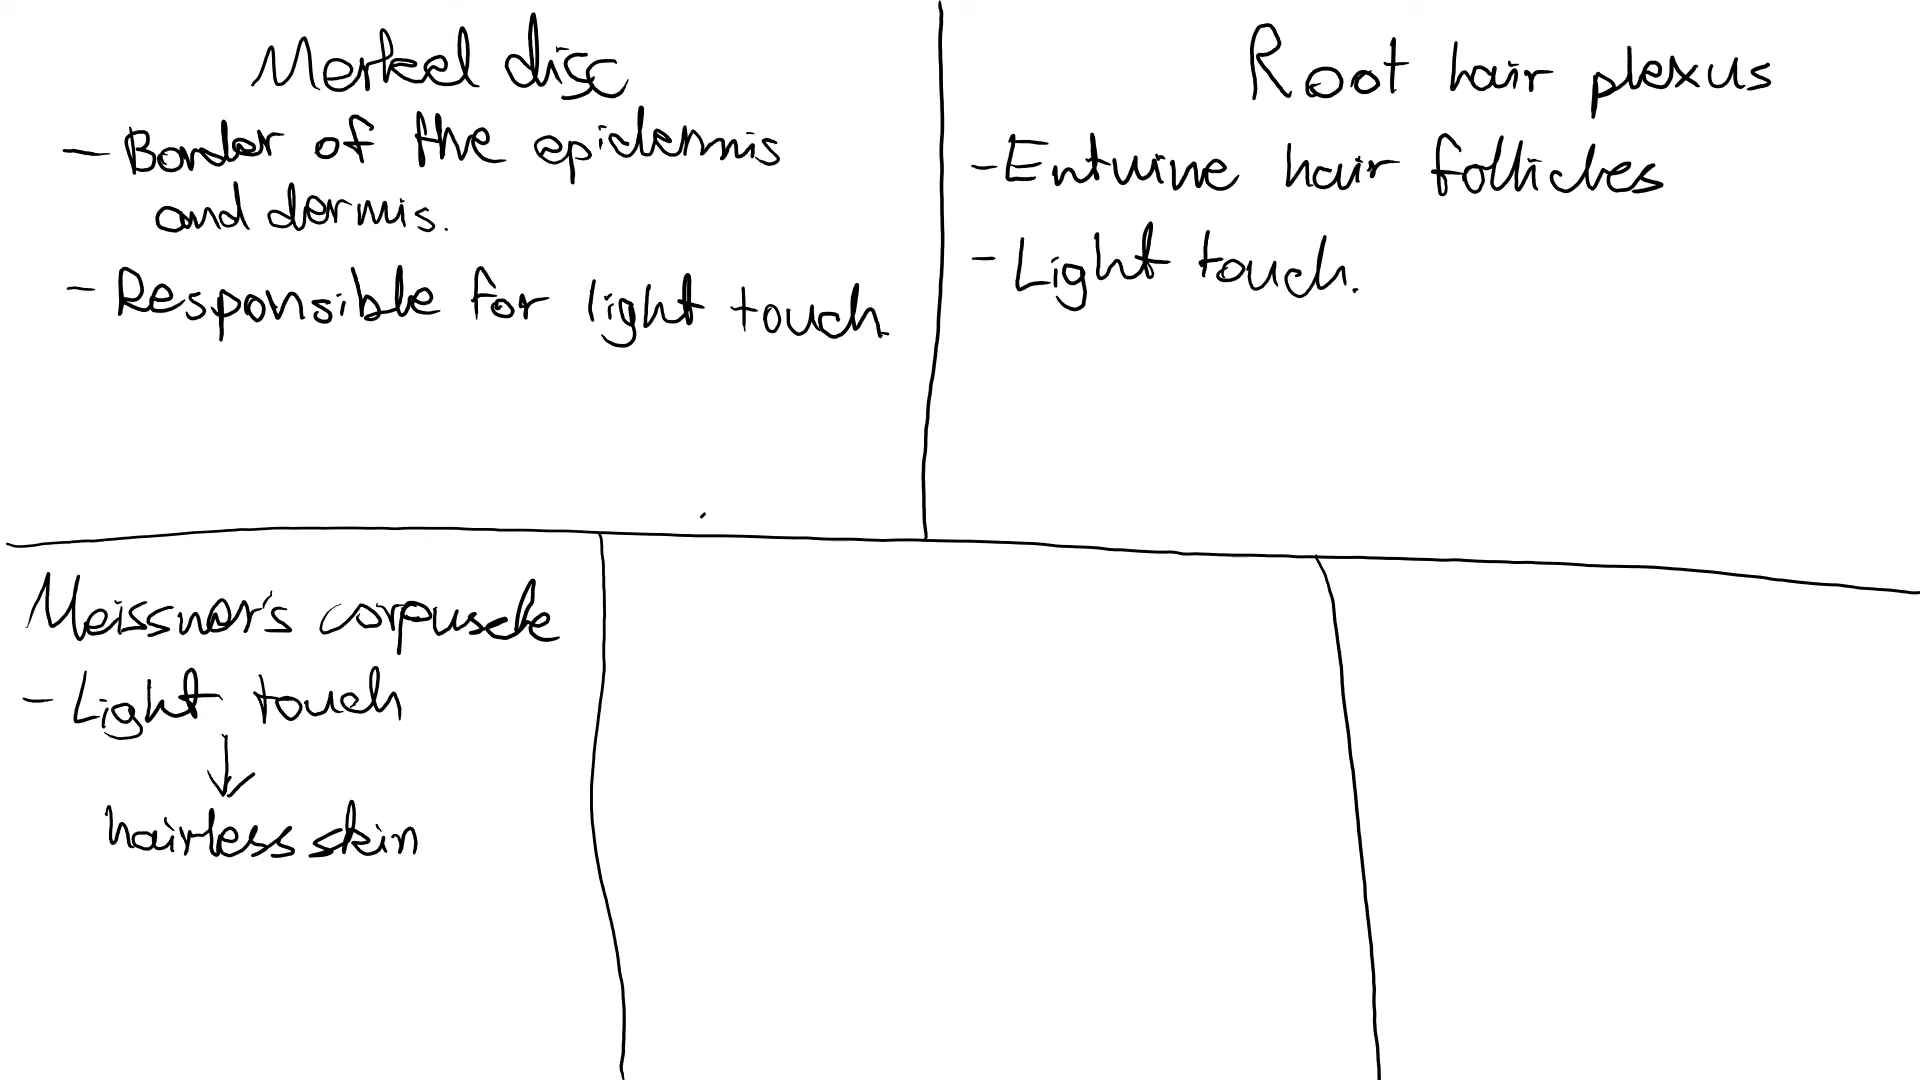 Merkel disc
- Border of the epidermis
and dermis.
- Responsible for light touch
Root hair plexus
- Entwine hair follicles
- Light touch.
Meissner's corpuscle
- Light touch
↓
hairless skin